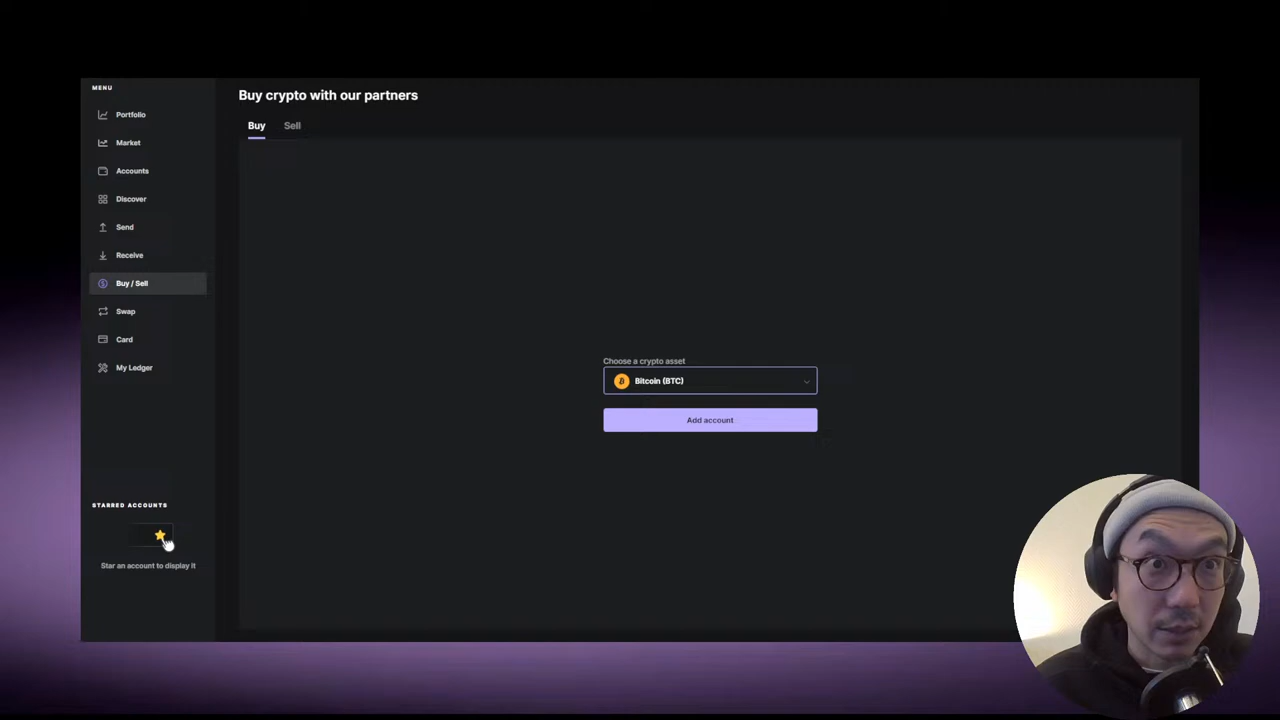 MENU
Portfolio
Market
Accounts
Discover
Send
Receive
Buy / Sell
Swap
Card
My Ledger
STARRED ACCOUNTS
Star an account to display it
Buy crypto with our partners
Buy
Sell
Choose a crypto asset
Bitcoin (BTC)
Add account